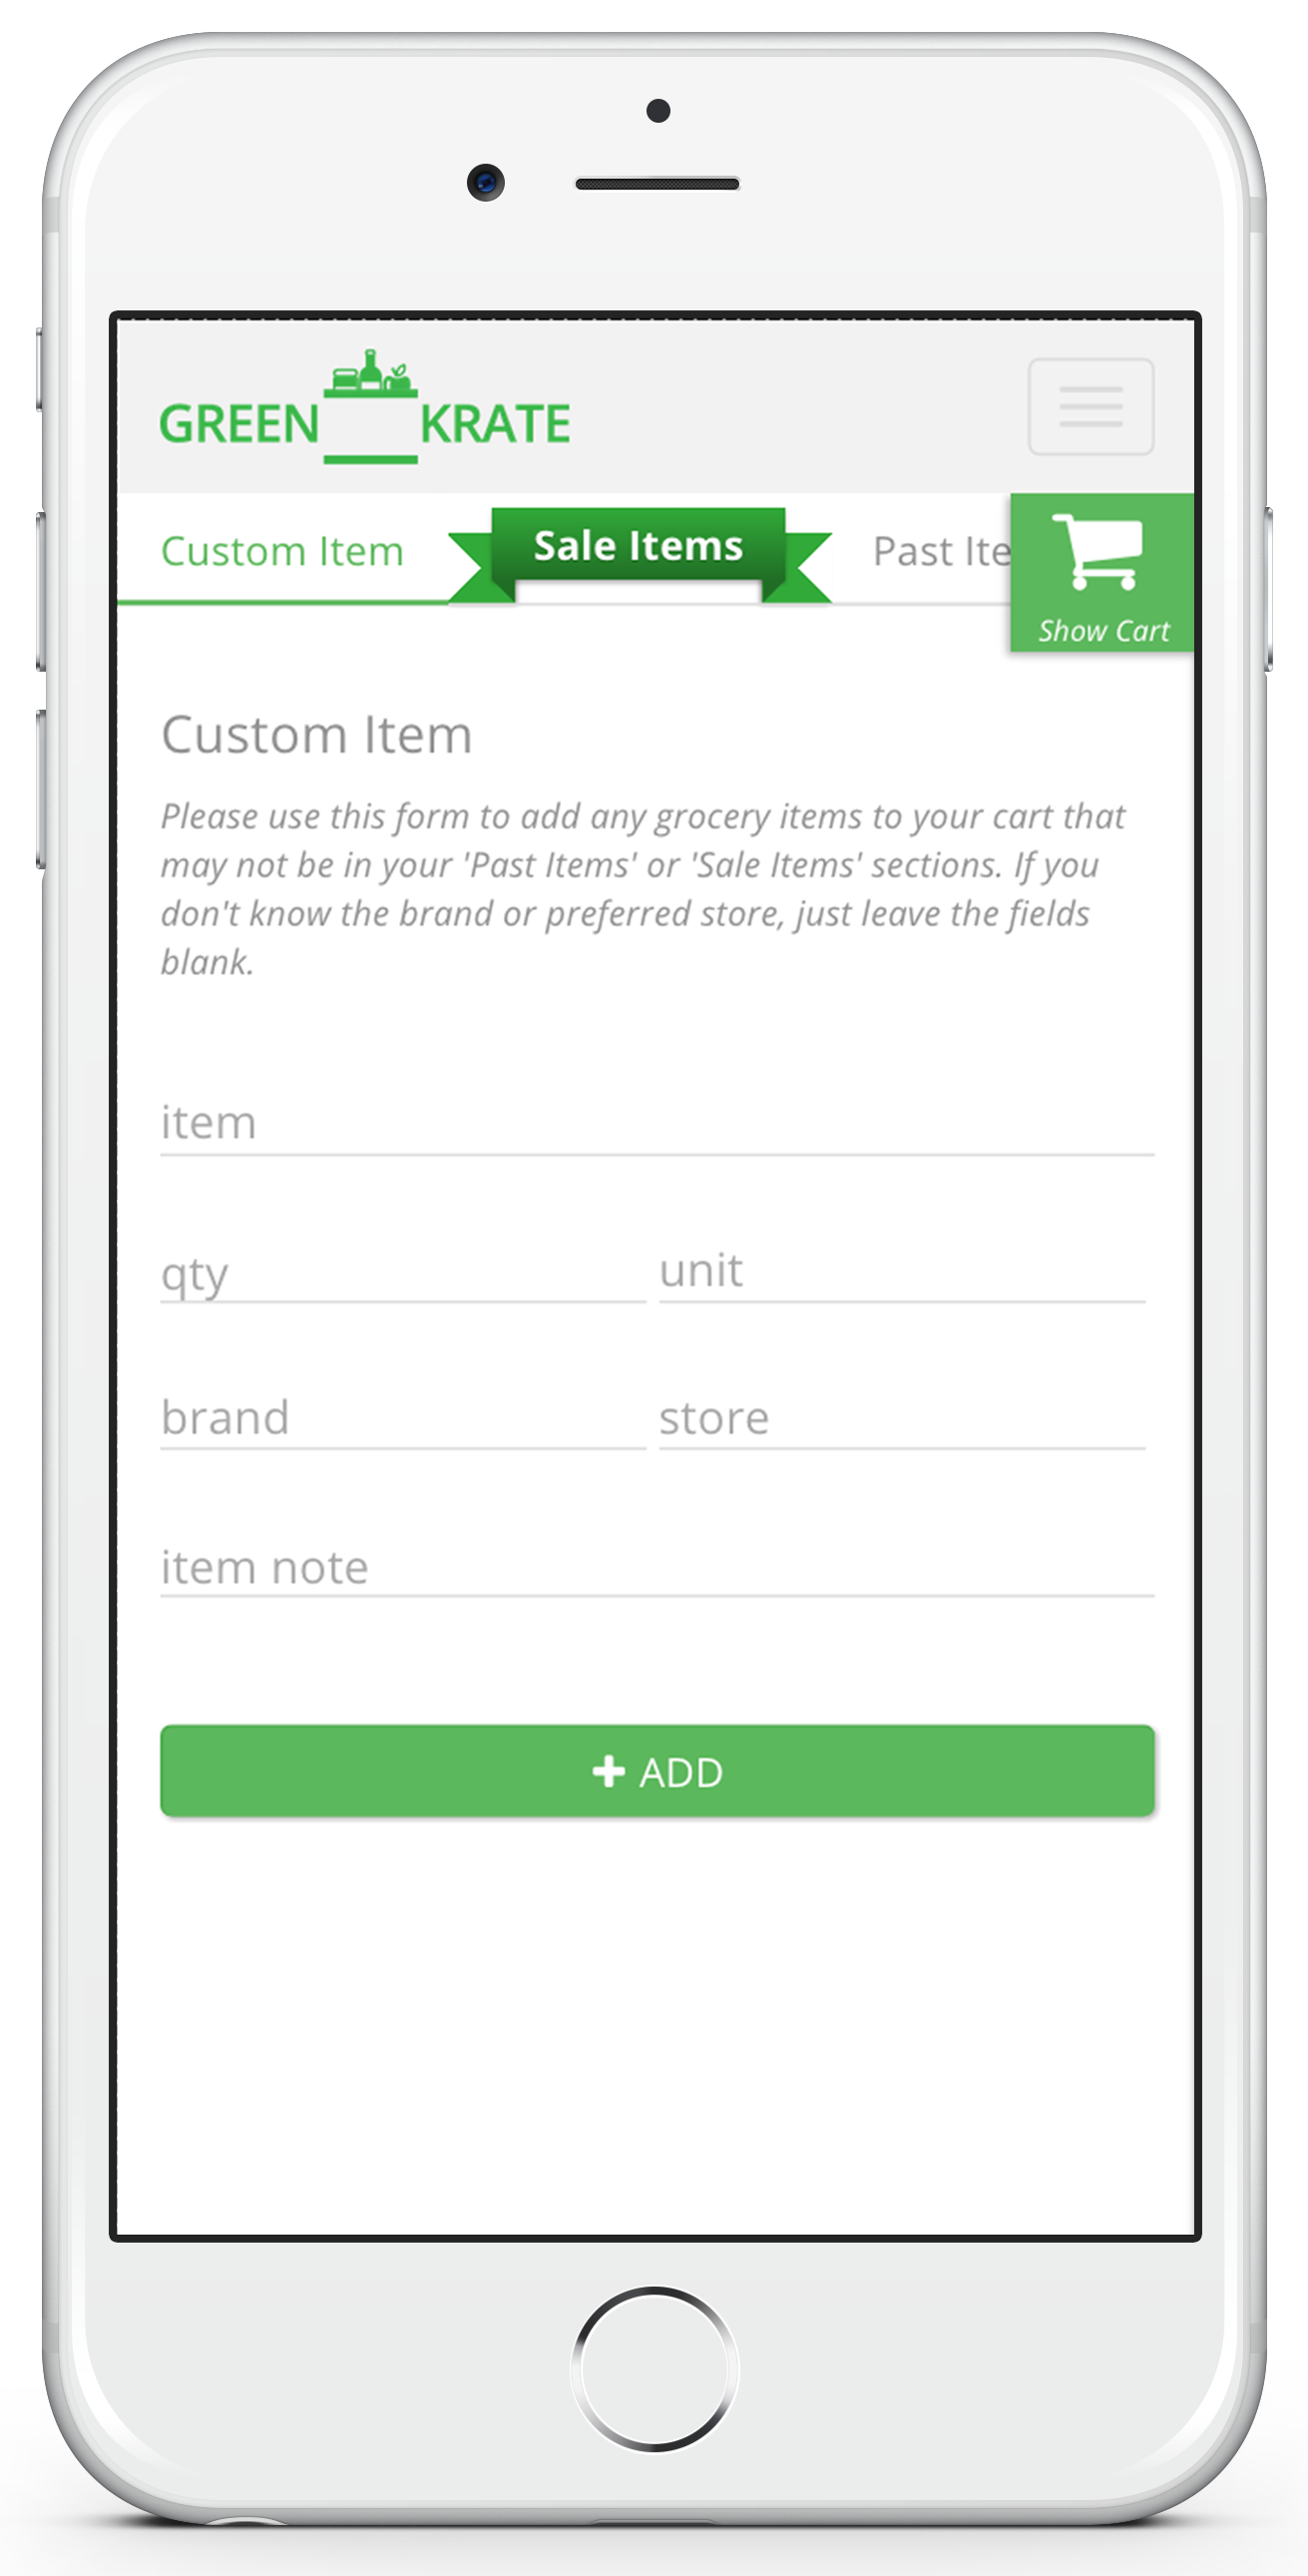 GREEN KRATE
Custom Item Sale Items Past Ite
Show Cart
Custom Item
Please use this form to add any grocery items to your cart that
may not be in your 'Past Items' or 'Sale Items' sections. If you
don't know the brand or preferred store, just leave the fields
blank.
item
qty unit
brand store
item note
ADD